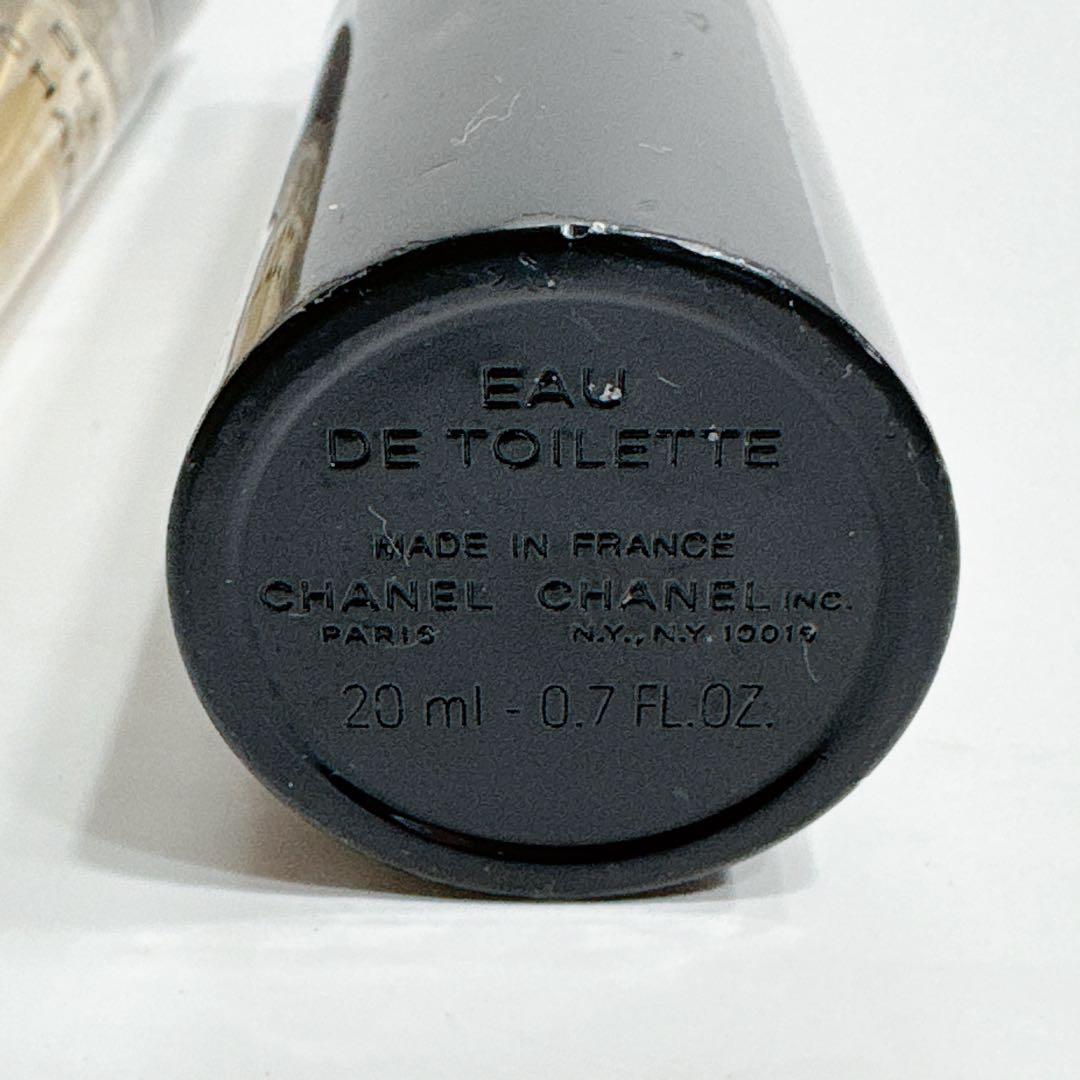 EAU
DE TOILETTE
MADE IN FRANCE
CHANEL CHANEL INC.
PARIS N.Y., N.Y. 10019
20 ml - 0.7 FL.OZ.